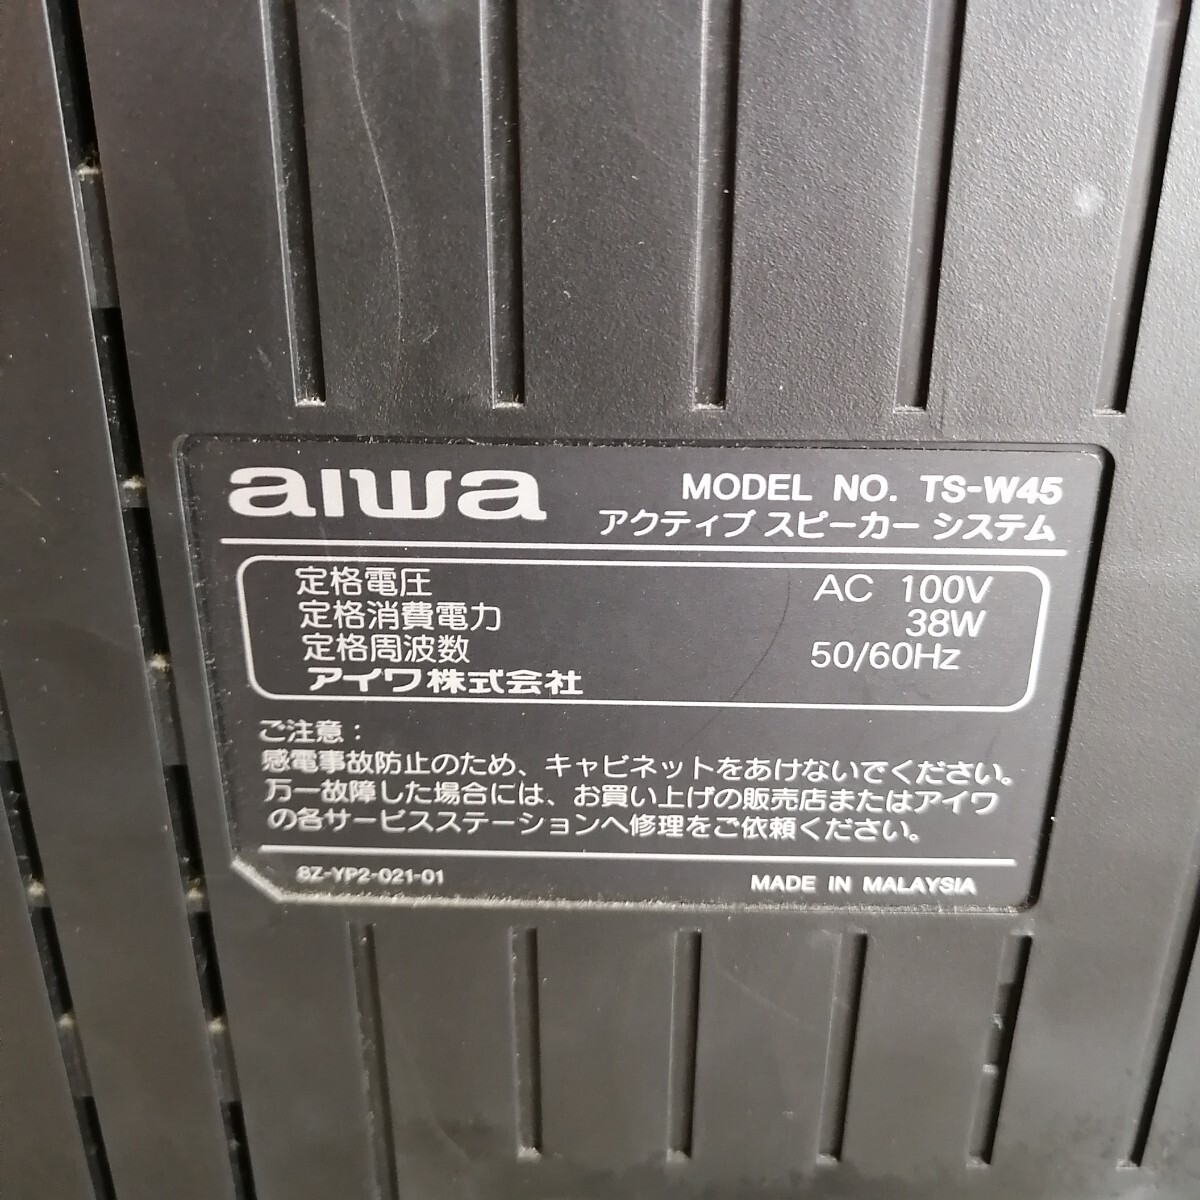 aiwa
MODEL NO. TS-W45
アクティブ スピーカー システム
定格電圧 AC 100V
定格消費電力 38W
定格周波数 50/60Hz
アイワ株式会社
ご注意：
感電事故防止のため、キャビネットをあけないでください。
万一故障した場合には、お買い上げの販売店またはアイワ
の各サービスステーションへ修理をご依頼ください。
8Z-YP2-021-01 MADE IN MALAYSIA